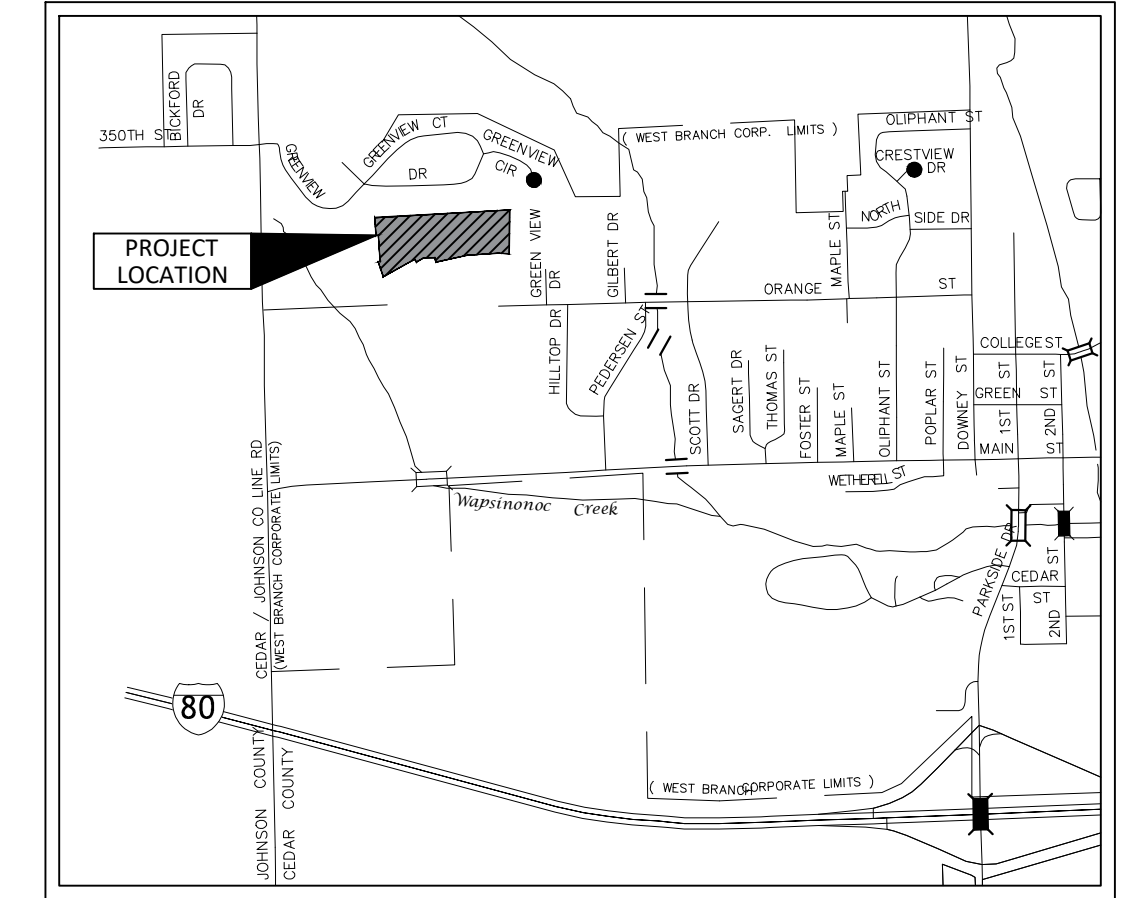 BICKFORD
DR
350TH ST
GREENVIEW
GREENVIEW CT
DR
GREENVIEW
CIR
( WEST BRANCH CORP. LIMITS )
OLIPHANT ST
CRESTVIEW
DR
NORTH
SIDE DR
MAPLE ST
PROJECT
LOCATION
GREEN VIEW
DR
GILBERT DR
ORANGE ST
HILLTOP DR
PEDERSEN ST
SCOTT DR
SAGERT DR
THOMAS ST
FOSTER ST
MAPLE ST
OLIPHANT ST
POPLAR ST
DOWNEY ST
COLLEGE ST
GREEN ST
1ST ST
2ND ST
MAIN ST
WETHERELL ST
Wapsinonoc Creek
CEDAR / JOHNSON CO LINE RD
(WEST BRANCH CORPORATE LIMITS)
PARKSIDE DR
CEDAR
ST
1ST ST
2ND
ST
80
( WEST BRANCH CORPORATE LIMITS )
JOHNSON COUNTY
CEDAR COUNTY